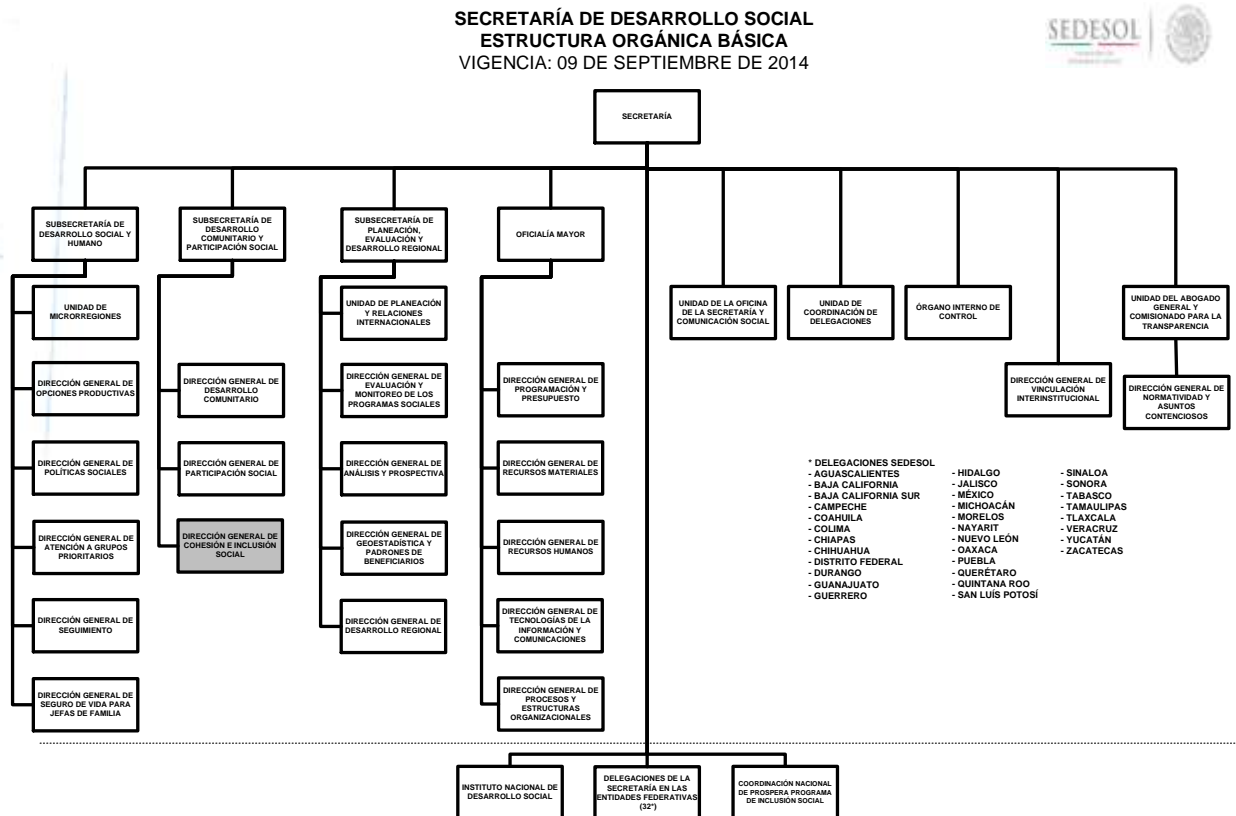 SECRETARÍA DE DESARROLLO SOCIAL
ESTRUCTURA ORGÁNICA BÁSICA
VIGENCIA: 09 DE SEPTIEMBRE DE 2014
SEDESOL
SECRETARÍA
SUBSECRETARÍA DE
DESARROLLO SOCIAL Y
HUMANO
SUBSECRETARÍA DE
DESARROLLO
COMUNITARIO Y
PARTICIPACIÓN SOCIAL
SUBSECRETARÍA DE
PLANEACIÓN,
EVALUACIÓN Y
DESARROLLO REGIONAL
OFICIALÍA MAYOR
UNIDAD DE
MICRORREGIONES
UNIDAD DE PLANEACIÓN
Y RELACIONES
INTERNACIONALES
UNIDAD DE LA OFICINA
DE LA SECRETARÍA Y
COMUNICACIÓN SOCIAL
UNIDAD DE
COORDINACIÓN DE
DELEGACIONES
ÓRGANO INTERNO DE
CONTROL
UNIDAD DEL ABOGADO
GENERAL Y
COMISIONADO PARA LA
TRANSPARENCIA
DIRECCIÓN GENERAL DE
OPCIONES PRODUCTIVAS
DIRECCIÓN GENERAL DE
DESARROLLO
COMUNITARIO
DIRECCIÓN GENERAL DE
EVALUACIÓN Y
MONITOREO DE LOS
PROGRAMAS SOCIALES
DIRECCIÓN GENERAL DE
PROGRAMACIÓN Y
PRESUPUESTO
DIRECCIÓN GENERAL DE
VINCULACIÓN
INTERINSTITUCIONAL
DIRECCIÓN GENERAL DE
NORMATIVIDAD Y
ASUNTOS
CONTENCIOSOS
DIRECCIÓN GENERAL DE
POLÍTICAS SOCIALES
DIRECCIÓN GENERAL DE
PARTICIPACIÓN SOCIAL
DIRECCIÓN GENERAL DE
ANÁLISIS Y PROSPECTIVA
DIRECCIÓN GENERAL DE
RECURSOS MATERIALES
DIRECCIÓN GENERAL DE
ATENCIÓN A GRUPOS
PRIORITARIOS
DIRECCIÓN GENERAL DE
COHESIÓN E INCLUSIÓN
SOCIAL
DIRECCIÓN GENERAL DE
GEOESTADÍSTICA Y
PADRONES DE
BENEFICIARIOS
DIRECCIÓN GENERAL DE
RECURSOS HUMANOS
DIRECCIÓN GENERAL DE
SEGUIMIENTO
DIRECCIÓN GENERAL DE
DESARROLLO REGIONAL
DIRECCIÓN GENERAL DE
TECNOLOGÍAS DE LA
INFORMACIÓN Y
COMUNICACIONES
DIRECCIÓN GENERAL DE
SEGURO DE VIDA PARA
JEFAS DE FAMILIA
DIRECCIÓN GENERAL DE
PROCESOS Y
ESTRUCTURAS
ORGANIZACIONALES
* DELEGACIONES SEDESOL
- AGUASCALIENTES
- BAJA CALIFORNIA
- BAJA CALIFORNIA SUR
- CAMPECHE
- COAHUILA
- COLIMA
- CHIAPAS
- CHIHUAHUA
- DISTRITO FEDERAL
- DURANGO
- GUANAJUATO
- GUERRERO
- HIDALGO
- JALISCO
- MÉXICO
- MICHOACÁN
- MORELOS
- NAYARIT
- NUEVO LEÓN
- OAXACA
- PUEBLA
- QUERÉTARO
- QUINTANA ROO
- SAN LUÍS POTOSÍ
- SINALOA
- SONORA
- TABASCO
- TAMAULIPAS
- TLAXCALA
- VERACRUZ
- YUCATÁN
- ZACATECAS
INSTITUTO NACIONAL DE
DESARROLLO SOCIAL
DELEGACIONES DE LA
SECRETARÍA EN LAS
ENTIDADES FEDERATIVAS
(32*)
COORDINACIÓN NACIONAL
DE PROSPERA PROGRAMA
DE INCLUSIÓN SOCIAL